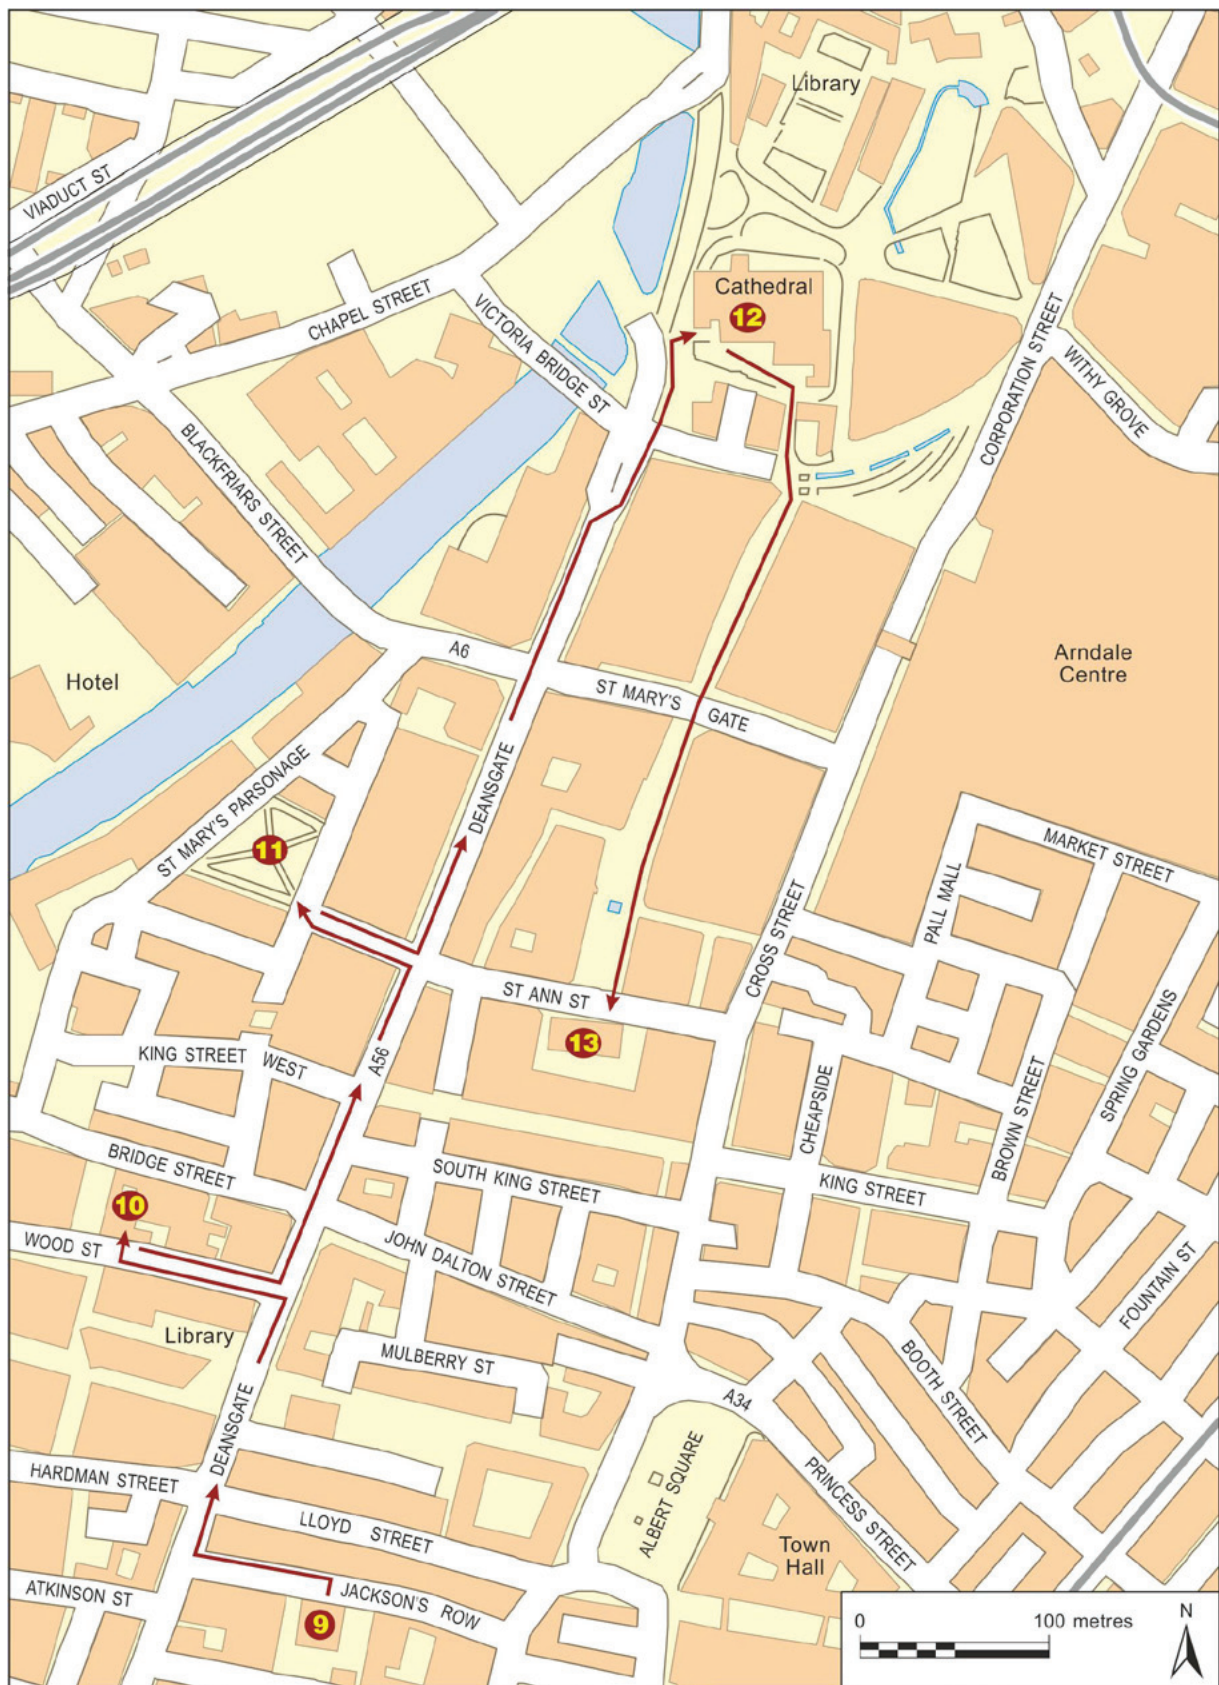 Library
VIADUCT ST
Cathedral
12
CHAPEL STREET
VICTORIA BRIDGE ST
CORPORATION STREET
WITHY GROVE
BLACKFRIARS STREET
A6
Hotel
Arndale
Centre
ST MARY'S GATE
DEANSGATE
ST MARY'S PARSONAGE
11
MARKET STREET
PALL MALL
CROSS STREET
ST ANN ST
13
SPRING GARDENS
KING STREET WEST
A56
CHEAPSIDE
BROWN STREET
BRIDGE STREET
SOUTH KING STREET
KING STREET
10
WOOD ST
JOHN DALTON STREET
FOUNTAIN ST
Library
MULBERRY ST
BOOTH STREET
A34
DEANSGATE
HARDMAN STREET
ALBERT SQUARE
PRINCESS STREET
LLOYD STREET
Town
Hall
ATKINSON ST
JACKSON'S ROW
9
0 100 metres
N